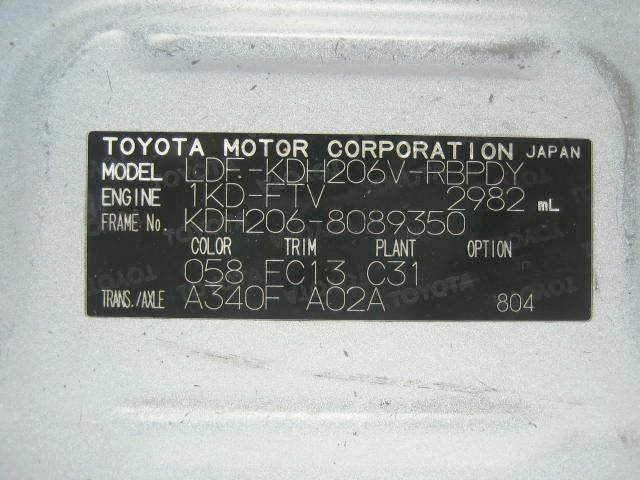 TOYOTA MOTOR CORPORATION JAPAN
MODEL LDF-KDH206V-RBPDY
ENGINE 1KD-FTV 2982 mL
FRAME No. KDH206-8089350
COLOR TRIM PLANT OPTION
058 FC13 C31
TRANS./AXLE A340F A02A 804